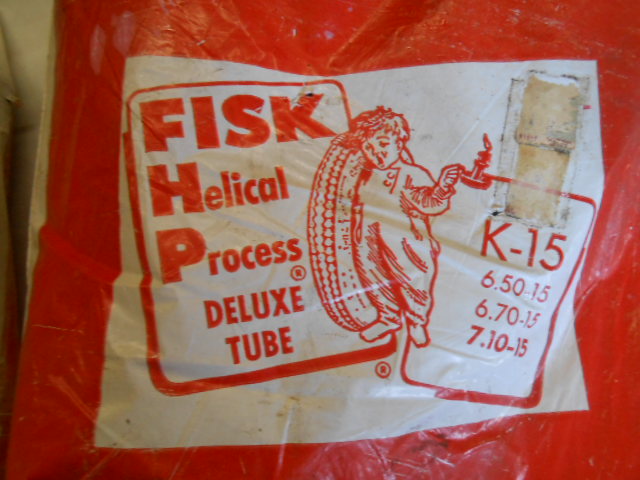 FISK
Helical
Process®
DELUXE
TUBE
®
K-15
6.50-15
6.70-15
7.10-15